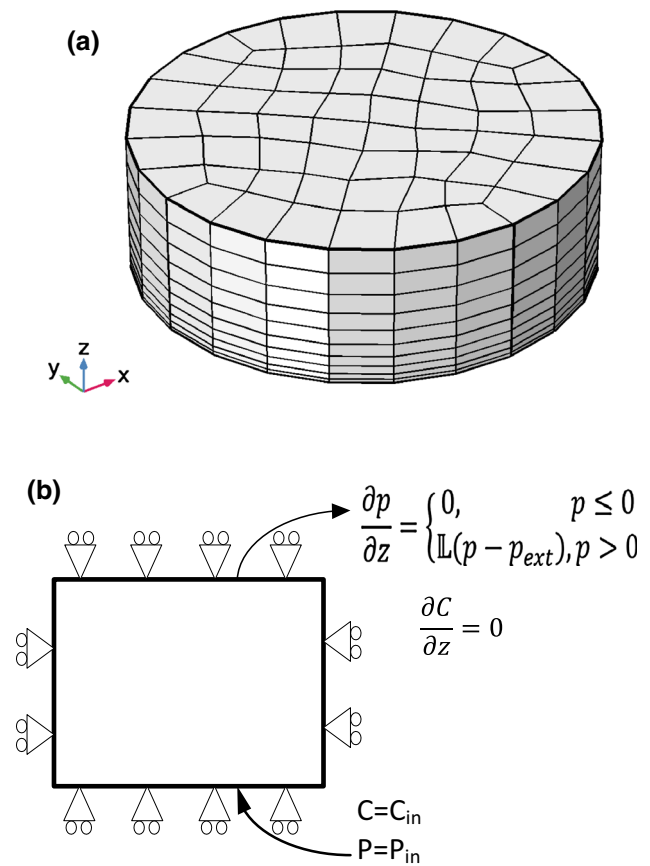 (a)
z
y
x
(b)
∂p/∂z = {0, p ≤ 0
𝕃(p − p_ext), p > 0
∂C/∂z = 0
C=C_in
P=P_in